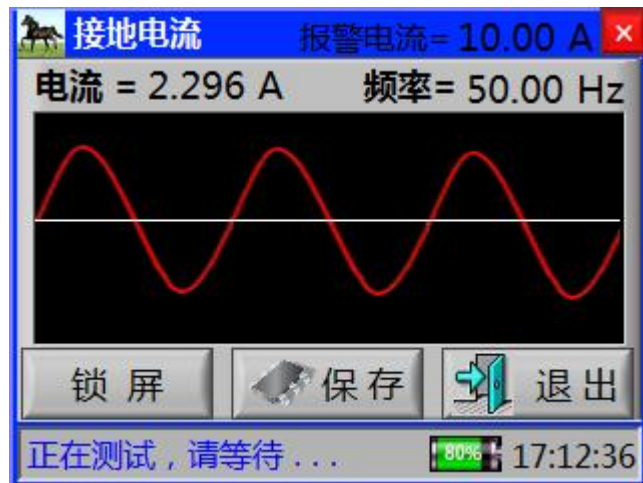 接地电流 报警电流= 10.00 A
电流 = 2.296 A 频率= 50.00 Hz
锁 屏 保 存 退 出
正在测试，请等待 . . . 80% 17:12:36